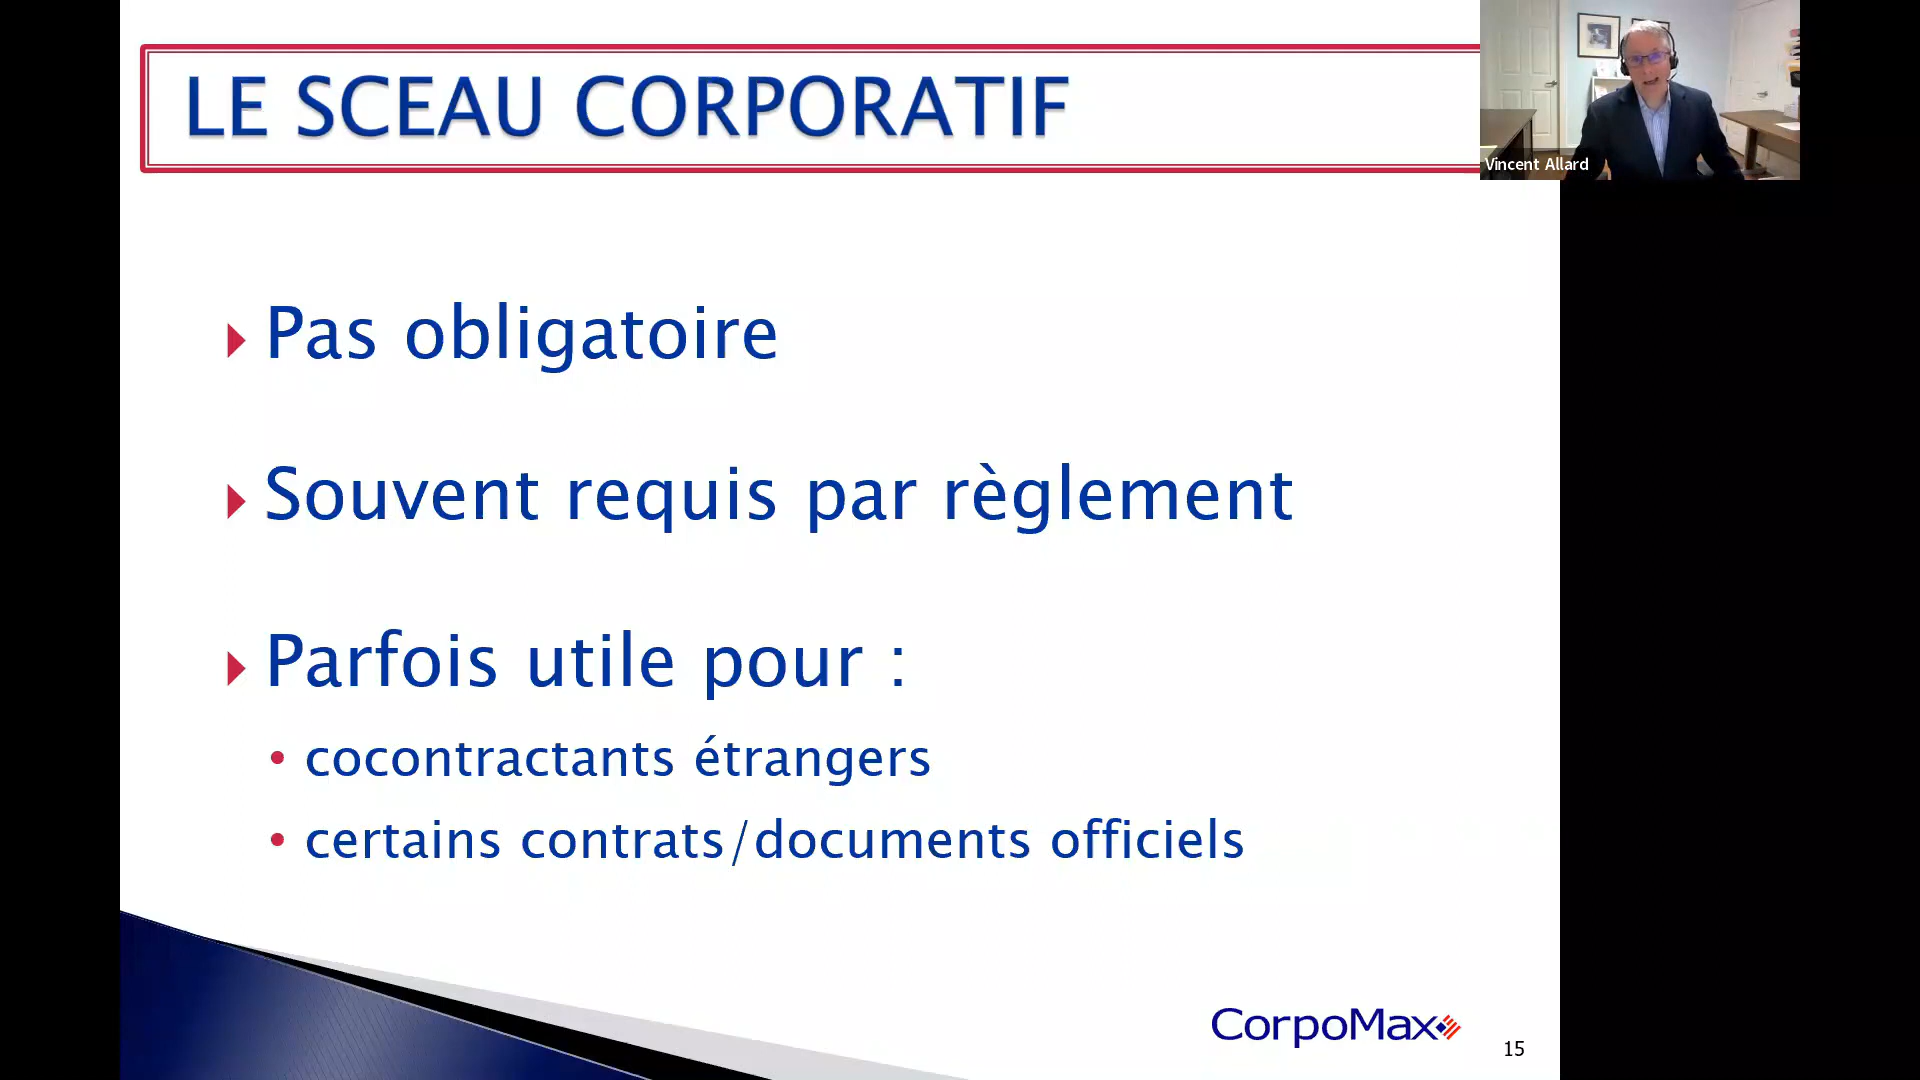 LE SCEAU CORPORATIF
Vincent Allard
Pas obligatoire
Souvent requis par règlement
Parfois utile pour :
• cocontractants étrangers
• certains contrats/documents officiels
CorpoMax
15